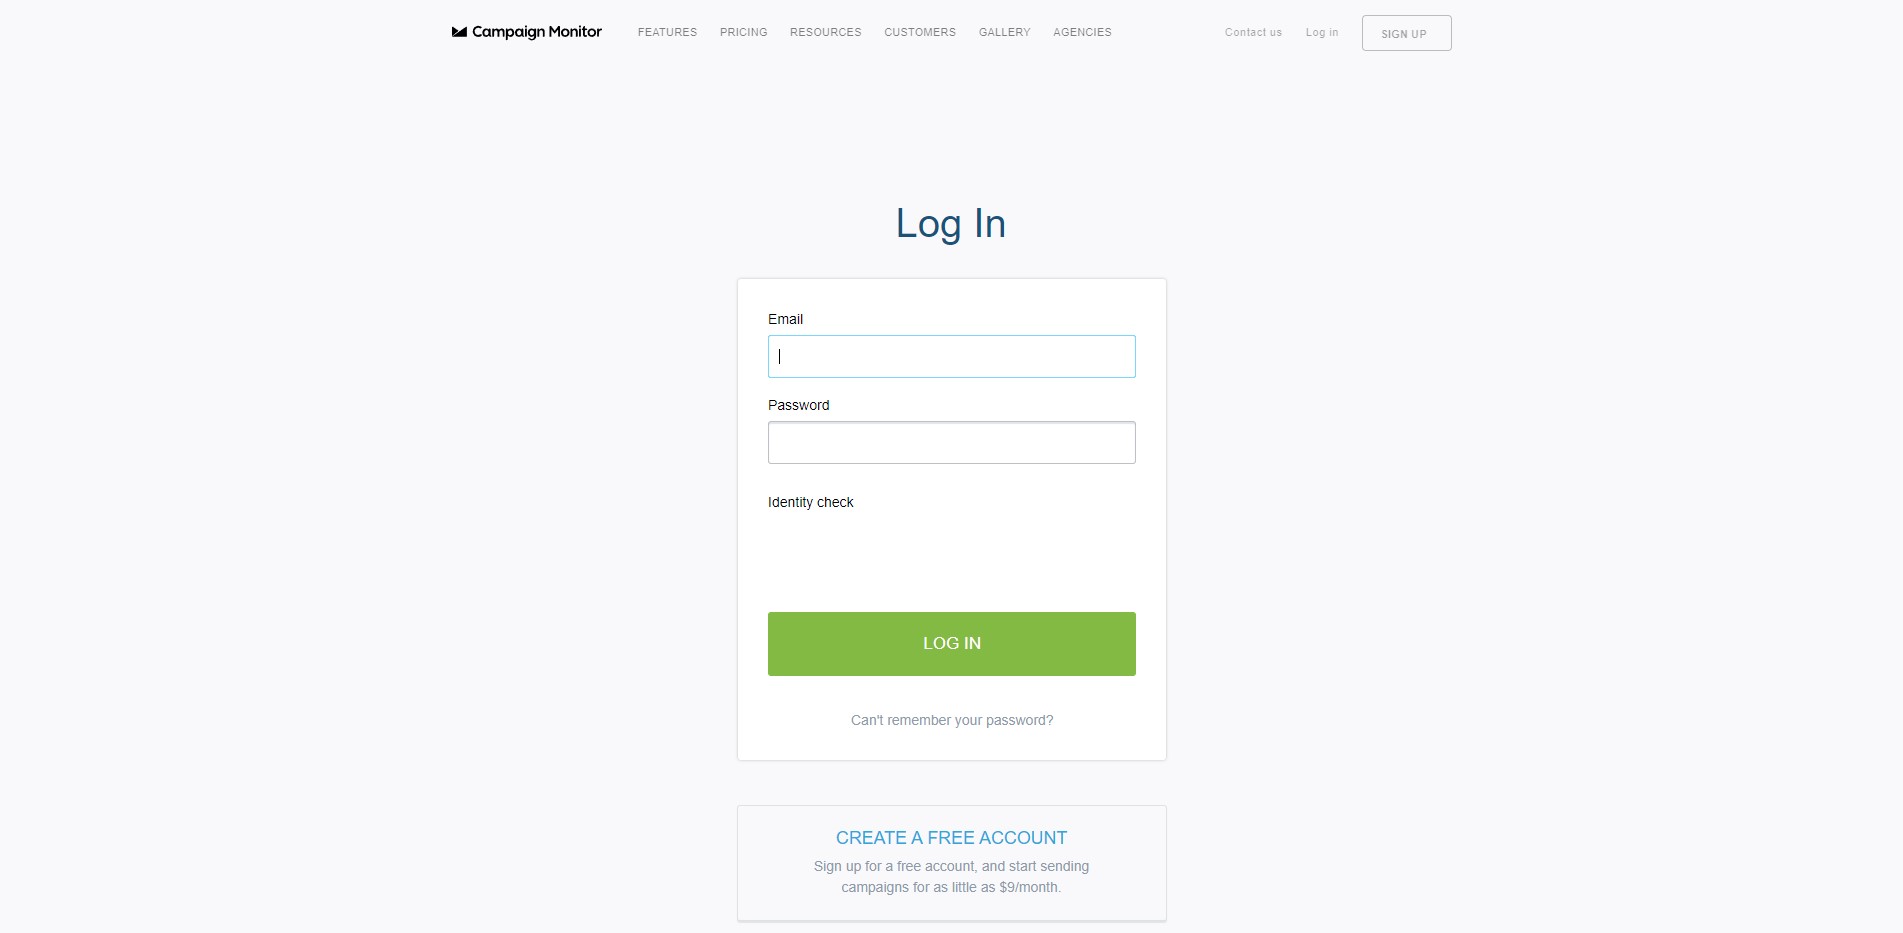 Campaign Monitor
FEATURES PRICING RESOURCES CUSTOMERS GALLERY AGENCIES
Contact us Log in SIGN UP
Log In
Email
Password
Identity check
LOG IN
Can't remember your password?
CREATE A FREE ACCOUNT
Sign up for a free account, and start sending
campaigns for as little as $9/month.